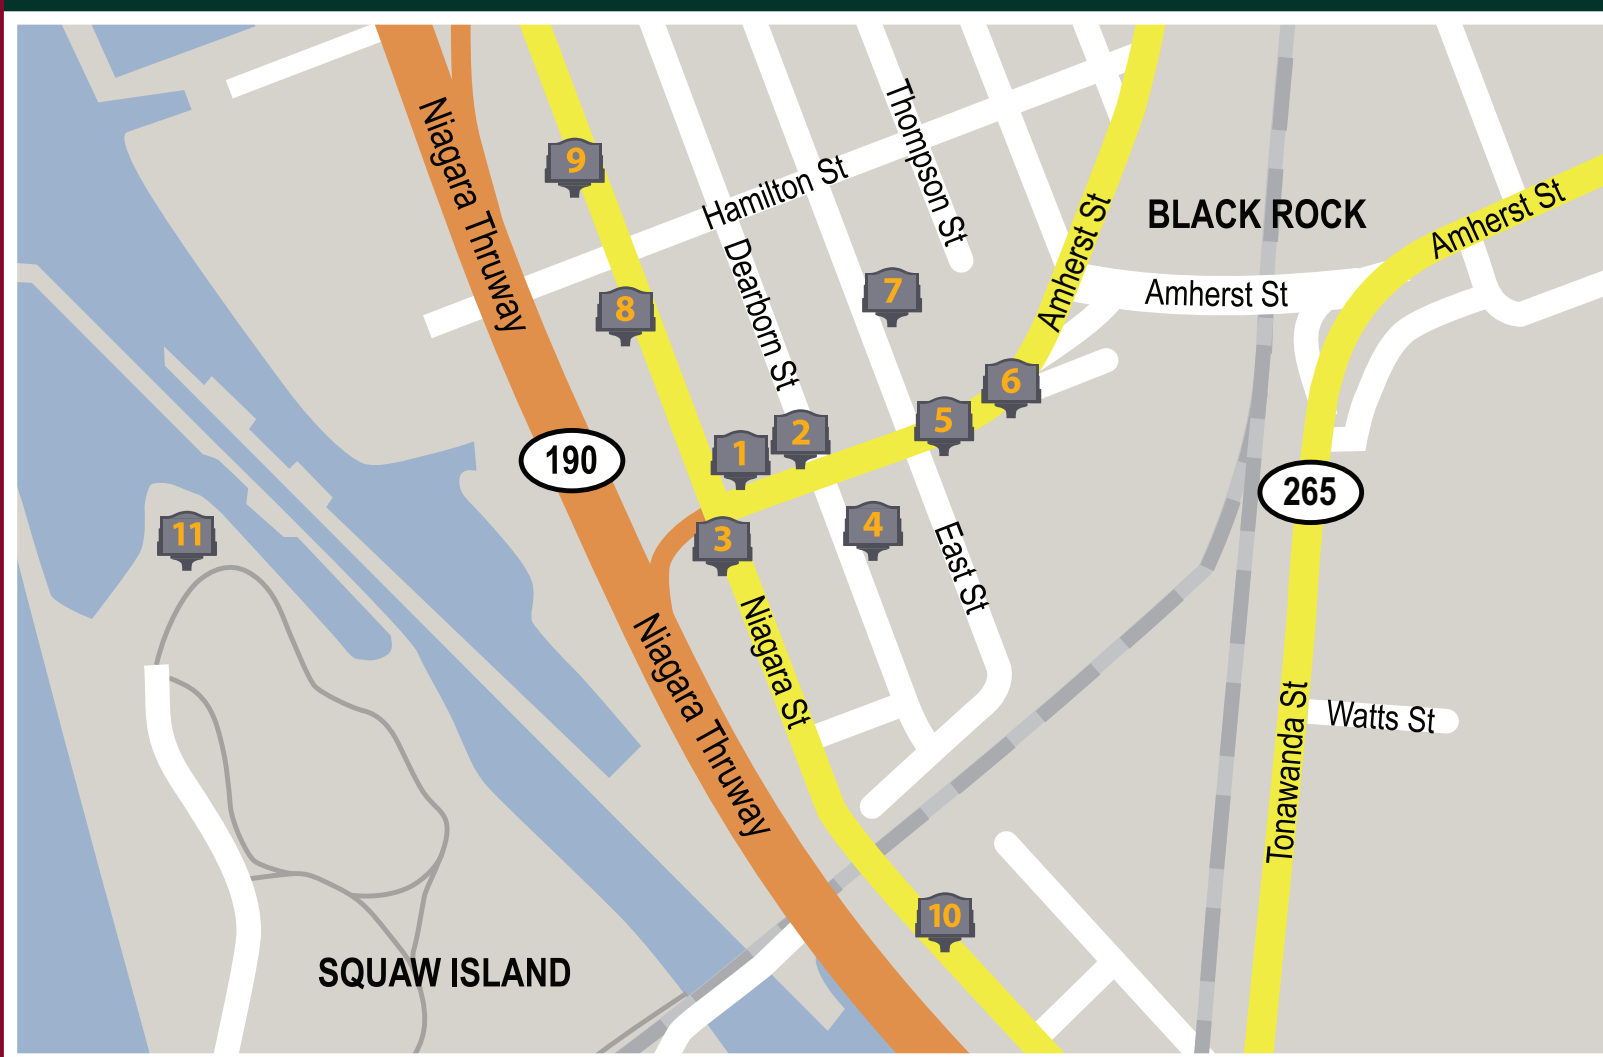 Niagara Thruway
9
Hamilton St
Thompson St
Amherst St
BLACK ROCK
Amherst St
Amherst St
8
Dearborn St
7
6
5
2
1
190
265
11
3
4
East St
Niagara St
Niagara Thruway
Tonawanda St
Watts St
10
SQUAW ISLAND